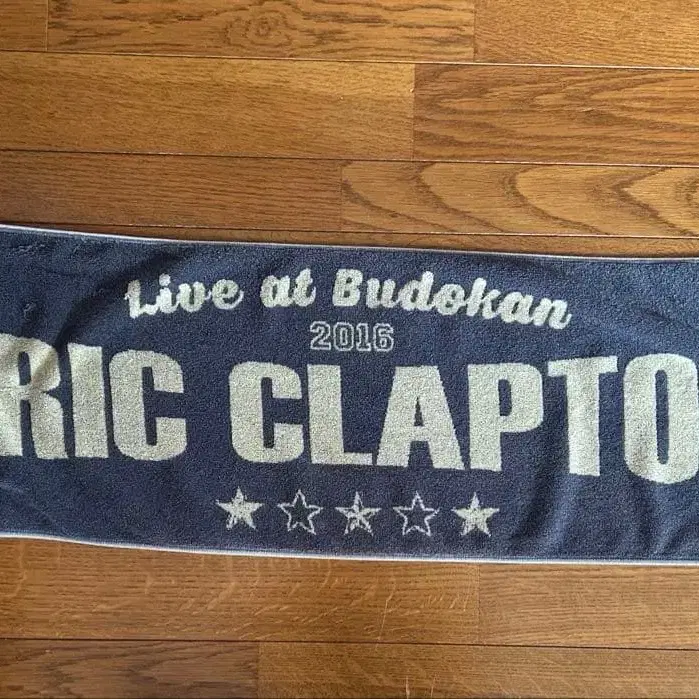 Live at Budokan
2016
RIC CLAPTO